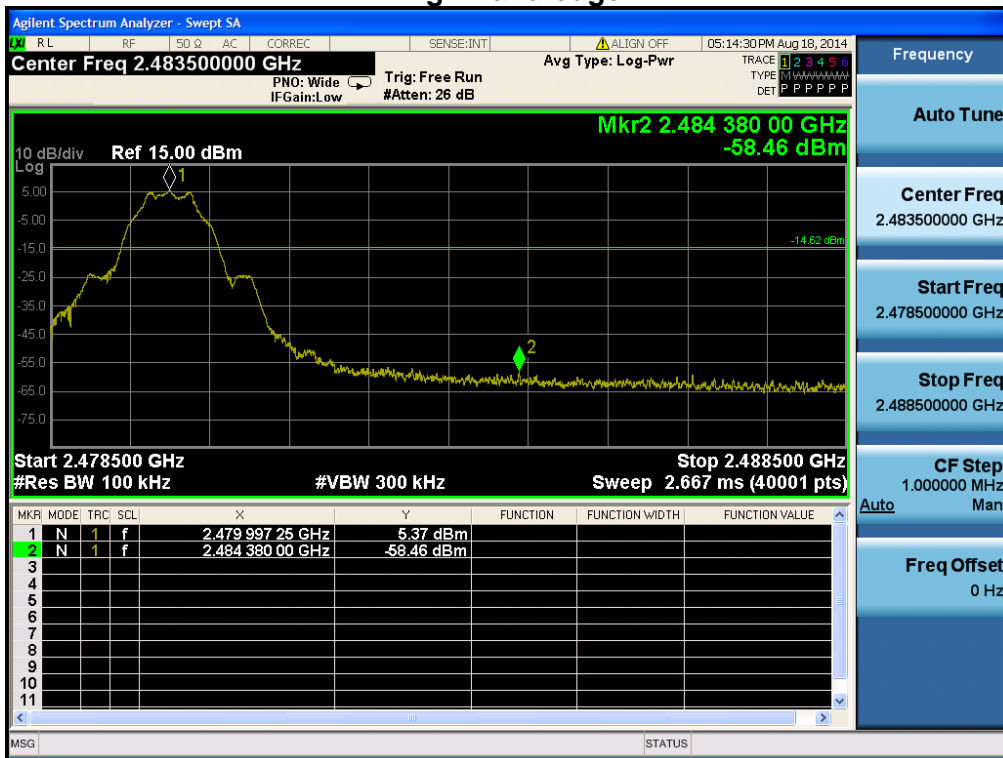 Agilent Spectrum Analyzer - Swept SA
LXI RL RF 50 Ω AC CORREC SENSE:INT ALIGN OFF 05:14:30 PM Aug 18, 2014
Center Freq 2.483500000 GHz
PNO: Wide
IFGain:Low
Trig: Free Run
#Atten: 26 dB
Avg Type: Log-Pwr
TRACE 1 2 3 4 5 6
TYPE M
DET P P P P P P
Mkr2 2.484 380 00 GHz
-58.46 dBm
10 dB/div Ref 15.00 dBm
Log
1
5.00
-5.00
-14.62 dBm
-15.0
-25.0
-35.0
-45.0
2
-55.0
-65.0
-75.0
Start 2.478500 GHz Stop 2.488500 GHz
#Res BW 100 kHz #VBW 300 kHz Sweep 2.667 ms (40001 pts)
MKR MODE TRC SCL X Y FUNCTION FUNCTION WIDTH FUNCTION VALUE
1 N 1 f 2.479 997 25 GHz 5.37 dBm
2 N 1 f 2.484 380 00 GHz -58.46 dBm
3
4
5
6
7
8
9
10
11
MSG STATUS
Frequency
Auto Tune
Center Freq
2.483500000 GHz
Start Freq
2.478500000 GHz
Stop Freq
2.488500000 GHz
CF Step
1.000000 MHz
Auto Man
Freq Offset
0 Hz